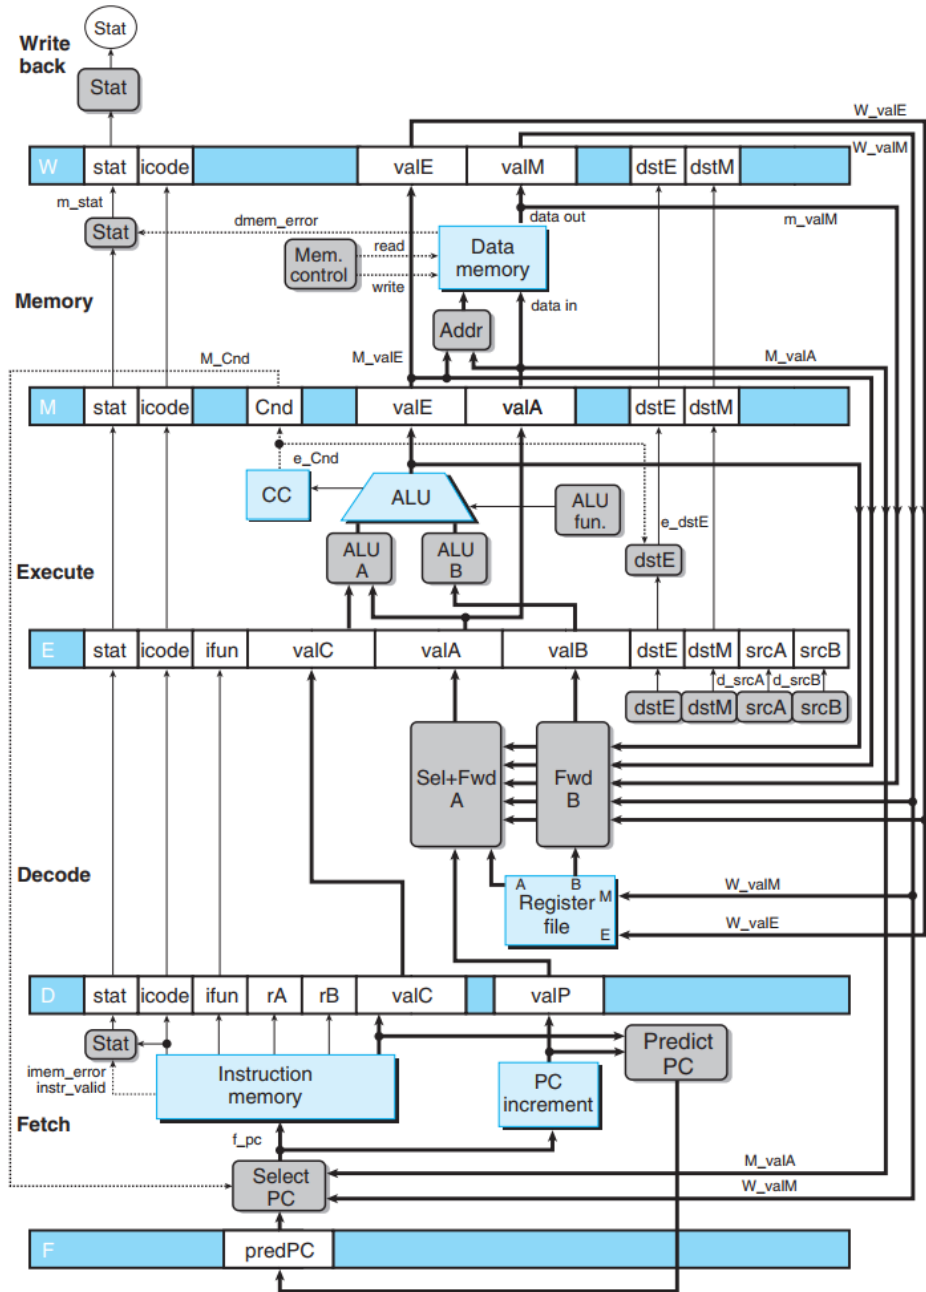 Stat
Write
back
Stat
W_valE
W_valM
W stat icode valE valM dstE dstM
m_stat
data out
m_valM
Stat
dmem_error
read
Mem.
control
write
Data
memory
Memory
data in
Addr
M_Cnd
M_valE
M_valA
M stat icode Cnd valE valA dstE dstM
e_Cnd
CC
ALU
ALU
fun.
e_dstE
ALU
A
ALU
B
dstE
Execute
E stat icode ifun valC valA valB dstE dstM srcA srcB
d_srcA d_srcB
dstE dstM srcA srcB
Sel+Fwd
A
Fwd
B
Decode
A B
M
Register
file
E
W_valM
W_valE
D stat icode ifun rA rB valC valP
Stat
imem_error
instr_valid
Instruction
memory
PC
increment
Predict
PC
Fetch
f_pc
M_valA
Select
PC
W_valM
F predPC